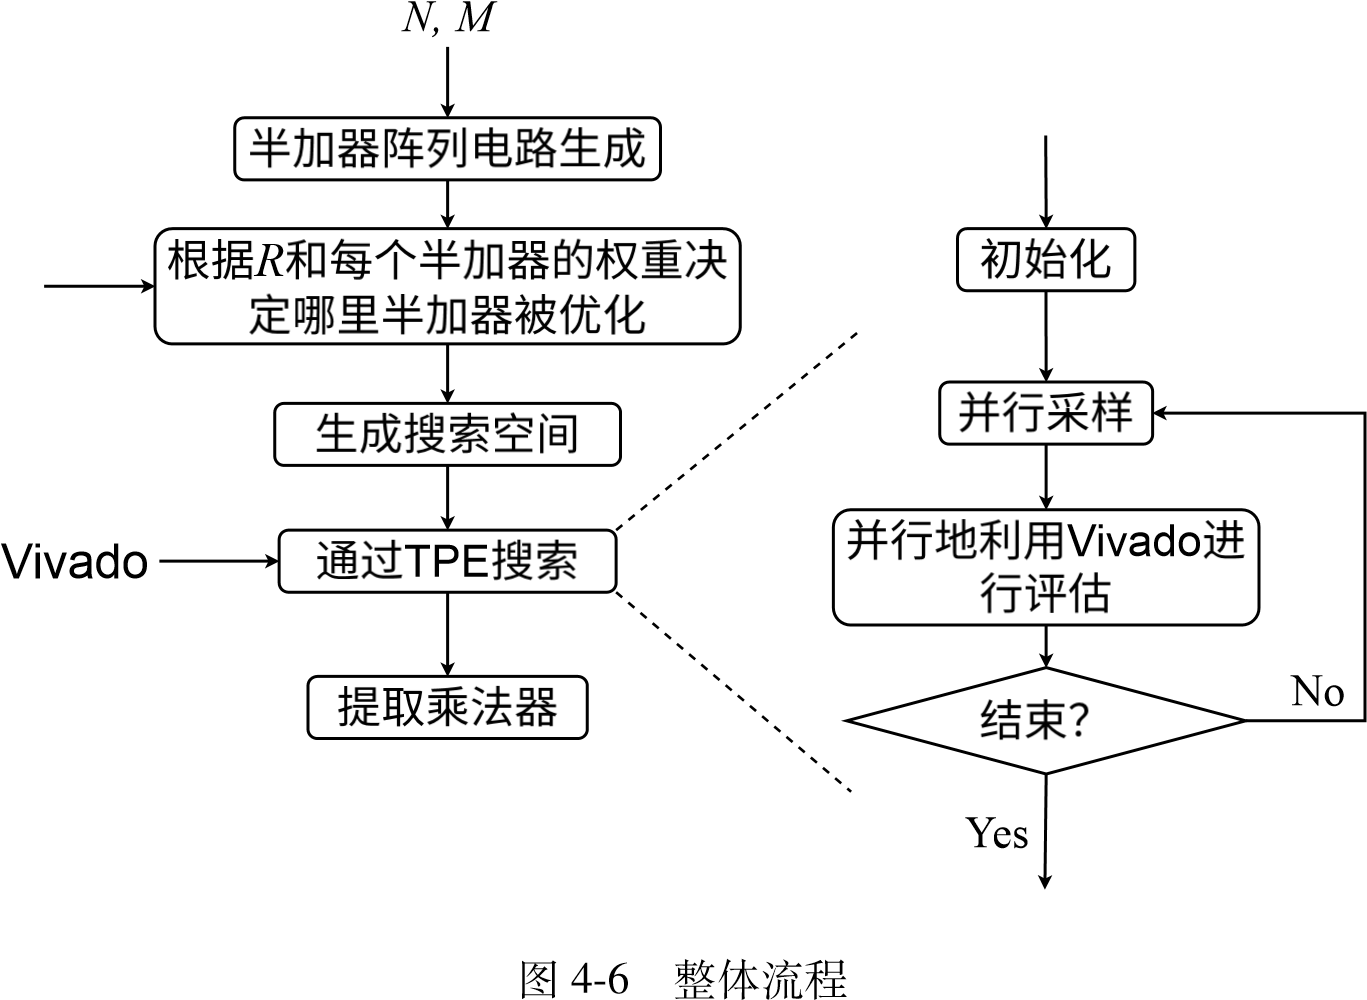 N, M
半加器阵列电路生成
根据R和每个半加器的权重决
定哪里半加器被优化
生成搜索空间
Vivado
通过TPE搜索
提取乘法器
初始化
并行采样
并行地利用Vivado进
行评估
结束?
No
Yes
图 4-6 整体流程